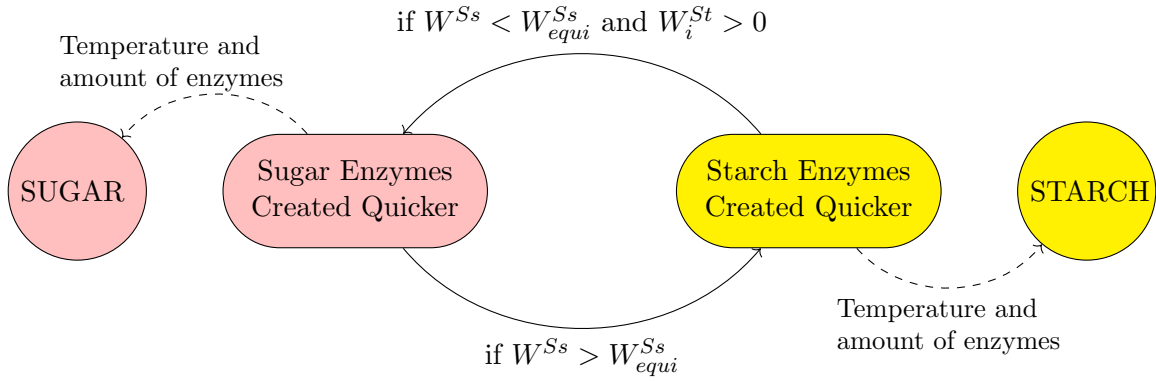 if $W^{Ss} < W^{Ss}_{equi}$ and $W^{St}_{i} > 0$
Temperature and
amount of enzymes
SUGAR
Sugar Enzymes
Created Quicker
Starch Enzymes
Created Quicker
STARCH
Temperature and
amount of enzymes
if $W^{Ss} > W^{Ss}_{equi}$